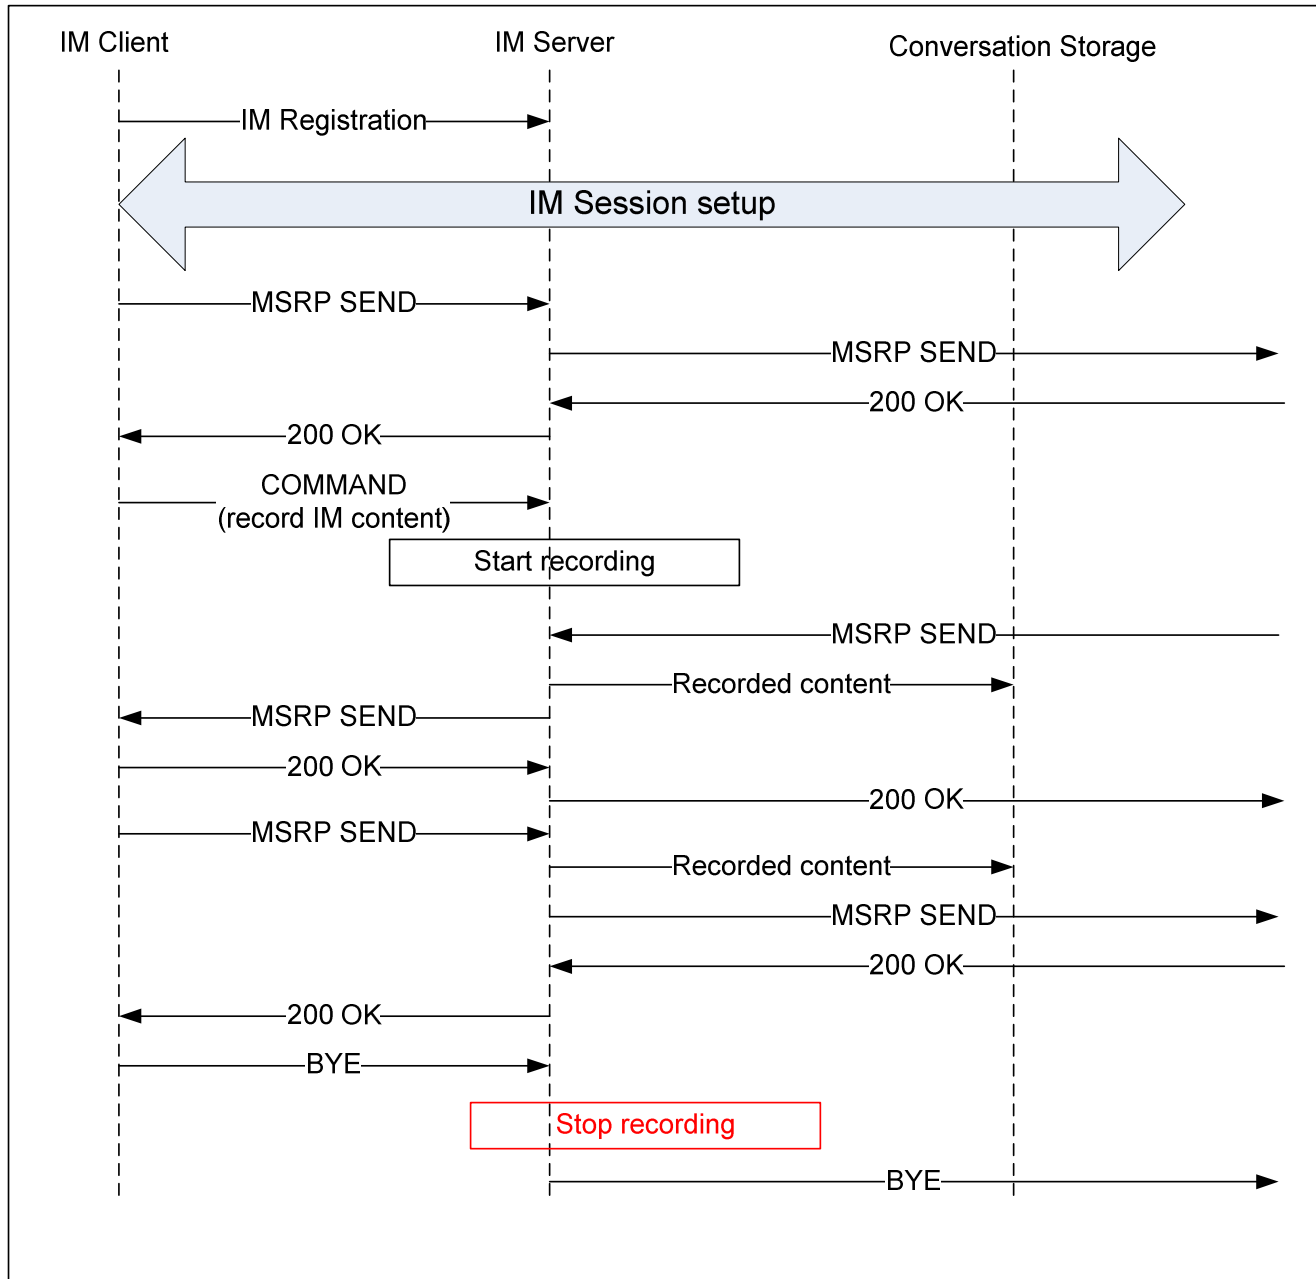 IM Client
IM Server
Conversation Storage
IM Registration
IM Session setup
MSRP SEND
MSRP SEND
200 OK
200 OK
COMMAND
(record IM content)
Start recording
MSRP SEND
Recorded content
MSRP SEND
200 OK
200 OK
MSRP SEND
Recorded content
MSRP SEND
200 OK
200 OK
BYE
Stop recording
BYE